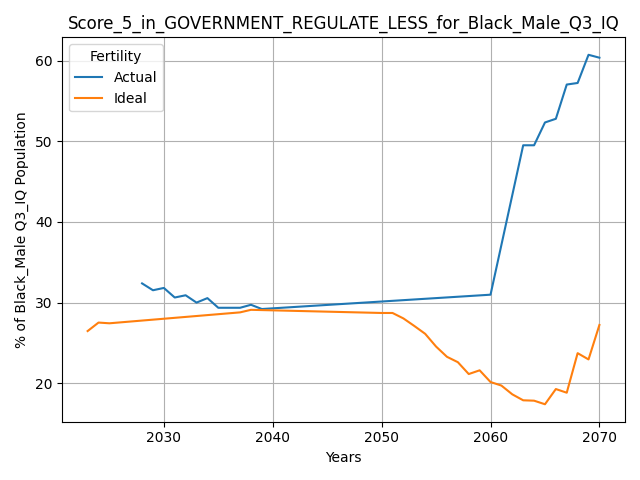 Score_5_in_GOVERNMENT_REGULATE_LESS_for_Black_Male_Q3_IQ
Fertility
Actual
Ideal
60
50
40
30
20
% of Black_Male Q3_IQ Population
2030 2040 2050 2060 2070
Years